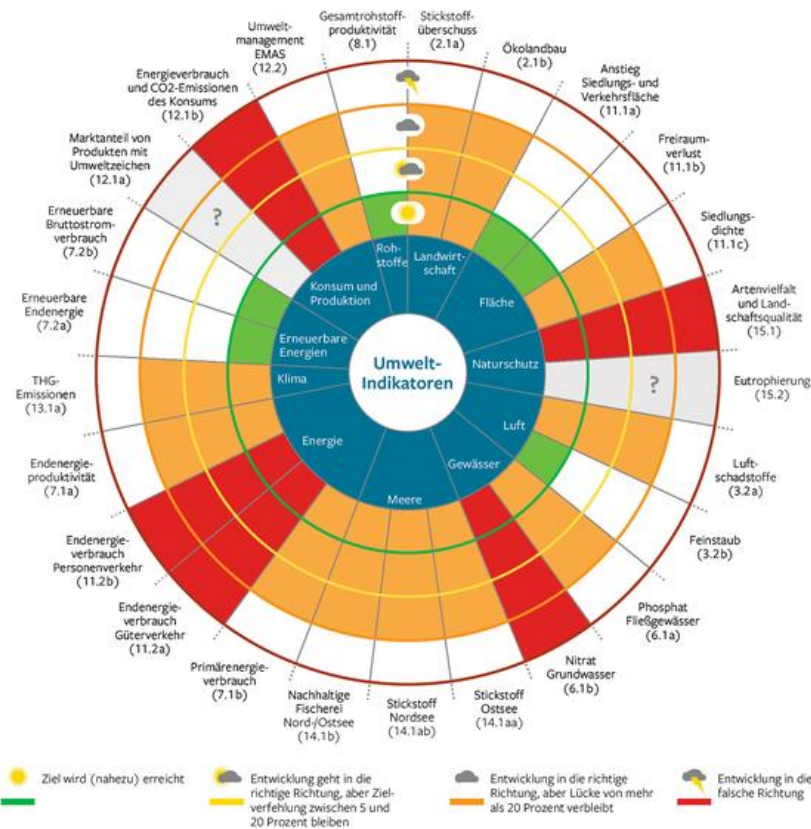 Gesamtrohstoff-
produktivität
(8.1)
Stickstoff-
überschuss
(2.1a)
Ökolandbau
(2.1b)
Anstieg
Siedlungs- und
Verkehrsfläche
(11.1a)
Freiraum-
verlust
(11.1b)
Siedlungs-
dichte
(11.1c)
Artenvielfalt
und Land-
schaftsqualität
(15.1)
Eutrophierung
(15.2)
Luft-
schadstoffe
(3.2a)
Feinstaub
(3.2b)
Phosphat
Fließgewässer
(6.1a)
Nitrat
Grundwasser
(6.1b)
Stickstoff
Ostsee
(14.1aa)
Stickstoff
Nordsee
(14.1ab)
Nachhaltige
Fischerei
Nord-/Ostsee
(14.1b)
Primärenergie-
verbrauch
(7.1b)
Endenergie-
verbrauch
Güterverkehr
(11.2a)
Endenergie-
verbrauch
Personenverkehr
(11.2b)
Endenergie-
produktivität
(7.1a)
THG-
Emissionen
(13.1a)
Erneuerbare
Endenergie
(7.2a)
Erneuerbare
Bruttostrom-
verbrauch
(7.2b)
Marktanteil von
Produkten mit
Umweltzeichen
(12.1a)
Energieverbrauch
und CO2-Emissionen
des Konsums
(12.1b)
Umwelt-
management
EMAS
(12.2)
?
?
Roh-
stoffe
Landwirt-
schaft
Fläche
Naturschutz
Luft
Gewässer
Meere
Energie
Klima
Erneuerbare
Energien
Konsum und
Produktion
Umwelt-
Indikatoren
Ziel wird (nahezu) erreicht
Entwicklung geht in die
richtige Richtung, aber Ziel-
verfehlung zwischen 5 und
20 Prozent bleiben
Entwicklung in die richtige
Richtung, aber Lücke von mehr
als 20 Prozent verbleibt
Entwicklung in die
falsche Richtung